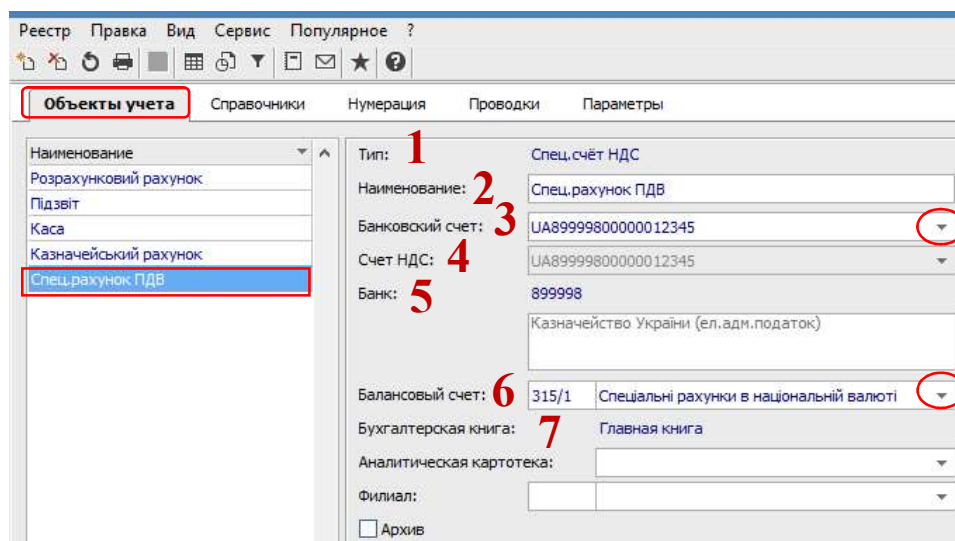 Реестр Правка Вид Сервис Популярное ?
Объекты учета Справочники Нумерация Проводки Параметры
Наименование
Розрахунковий рахунок
Підзвіт
Каса
Казначейський рахунок
Спец.рахунок ПДВ
Тип: 1 Спец.счёт НДС
Наименование: 2 Спец.рахунок ПДВ
Банковский счет: 3 UA89999800000012345
Счет НДС: 4 UA89999800000012345
Банк: 5 899998
Казначейство України (ел.адм.податок)
Балансовый счет: 6 315/1 Спеціальні рахунки в національній валюті
Бухгалтерская книга: 7 Главная книга
Аналитическая картотека:
Филиал:
Архив